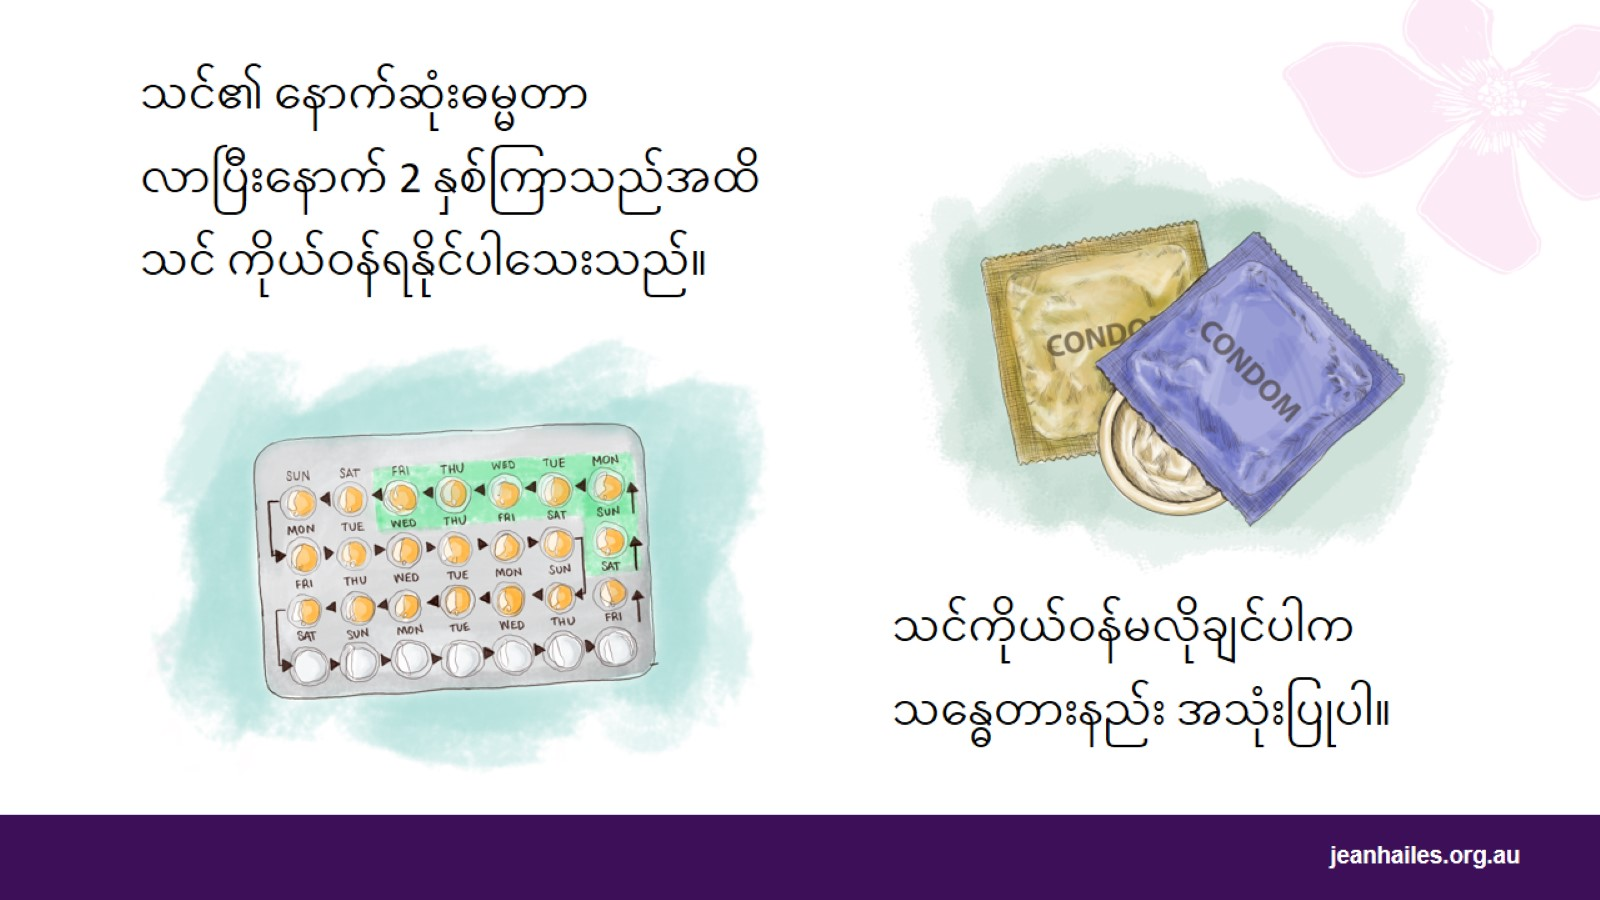 သင်၏ နောက်ဆုံးဓမ္မတာ
လာပြီးနောက် 2 နှစ်ကြာသည်အထိ
သင် ကိုယ်ဝန်ရနိုင်ပါသေးသည်။
CONDO
CONDOM
SUN SAT FRI THU WED TUE MON
MON TUE WED THU FRI SAT SUN
FRI THU WED TUE MON SUN SAT
SAT SUN MON TUE WED THU FRI
သင်ကိုယ်ဝန်မလိုချင်ပါက
သန္ဓေတားနည်း အသုံးပြုပါ။
jeanhailes.org.au